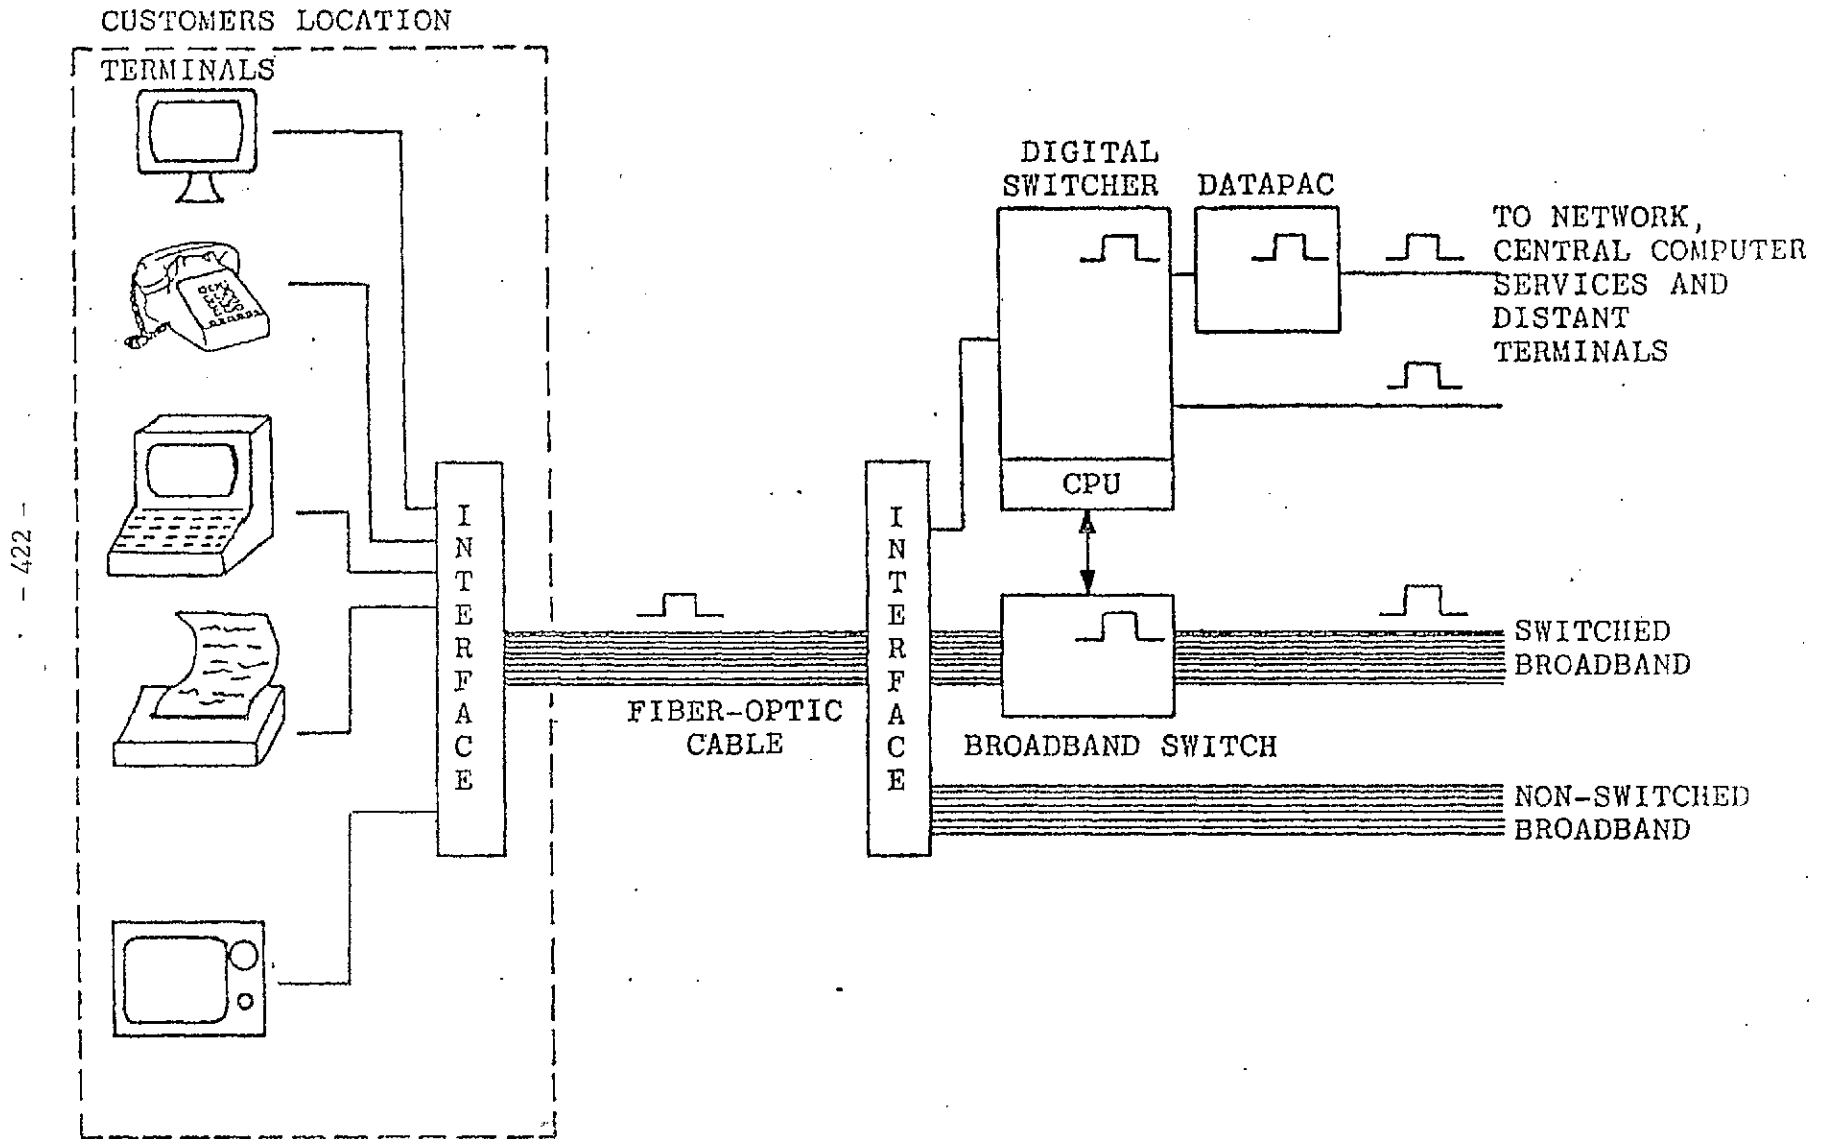 CUSTOMERS LOCATION
TERMINALS
INTERFACE
FIBER-OPTIC
CABLE
INTERFACE
DIGITAL
SWITCHER
CPU
DATAPAC
TO NETWORK,
CENTRAL COMPUTER
SERVICES AND
DISTANT
TERMINALS
BROADBAND SWITCH
SWITCHED
BROADBAND
NON-SWITCHED
BROADBAND
- 422 -